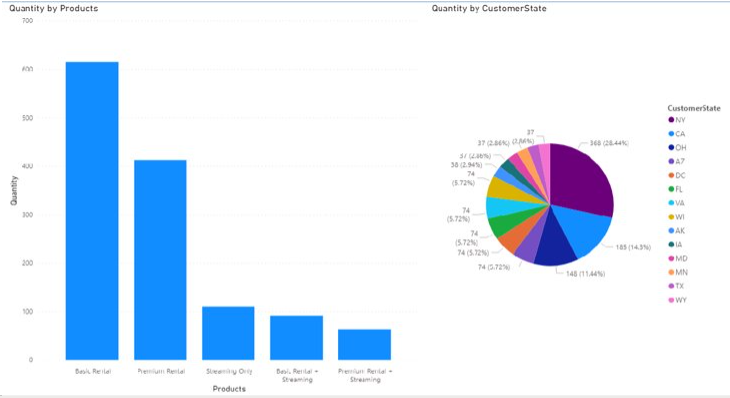 Quantity by Products
700
600
500
400
300
200
100
0
Quantity
Basic Rental
Premium Rental
Streaming Only
Basic Rental +
Streaming
Premium Rental +
Streaming
Products
Quantity by CustomerState
37
37 (2.86%)
(2.86%)
37 (2.86%)
38 (2.94%)
74
(5.72%)
74
(5.72%)
74
(5.72%)
74 (5.72%)
74 (5.72%)
148 (11.44%)
185 (14.3%)
368 (28.44%)
CustomerState
NY
CA
OH
AZ
DC
FL
VA
WI
AK
IA
MD
MN
TX
WY